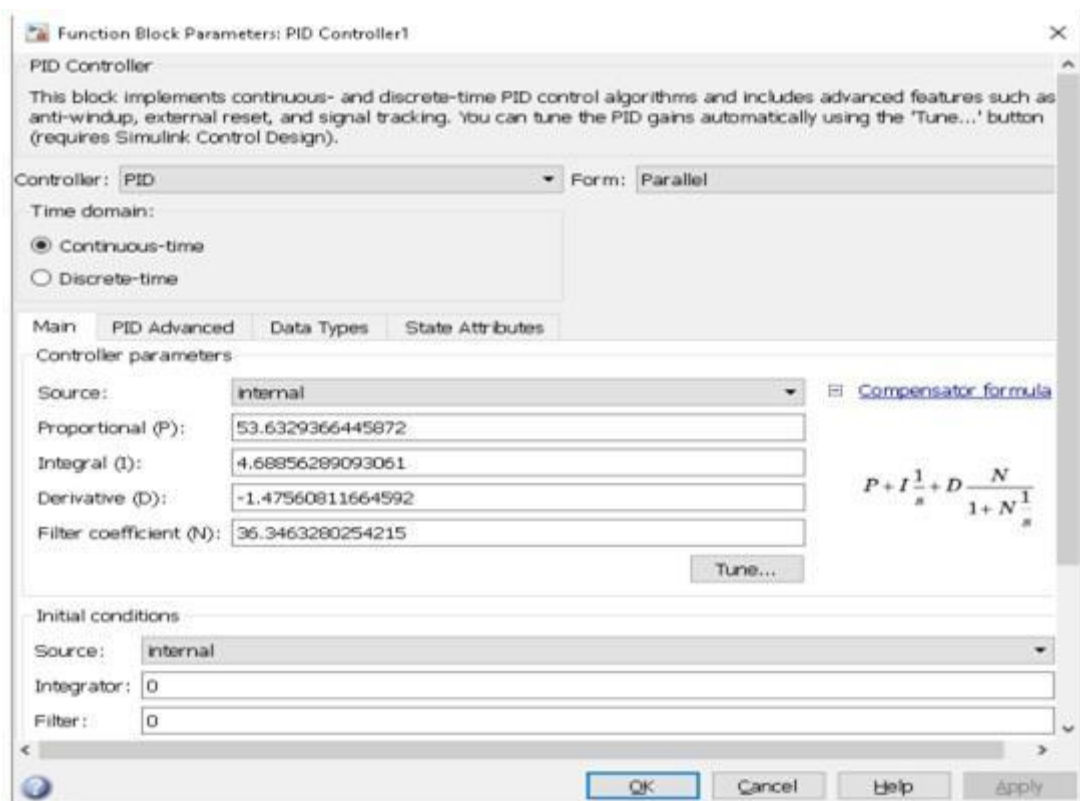 Function Block Parameters: PID Controller1
PID Controller
This block implements continuous- and discrete-time PID control algorithms and includes advanced features such as
anti-windup, external reset, and signal tracking. You can tune the PID gains automatically using the 'Tune...' button
(requires Simulink Control Design).
Controller: PID Form: Parallel
Time domain:
Continuous-time
Discrete-time
Main PID Advanced Data Types State Attributes
Controller parameters
Source: internal Compensator formula
Proportional (P): 53.6329366445872
Integral (I): 4.68856289093061
Derivative (D): -1.47560811664592
Filter coefficient (N): 36.3463280254215
P + I 1/s + D N/(1 + N 1/s)
Tune...
Initial conditions
Source: internal
Integrator: 0
Filter: 0
OK Cancel Help Apply